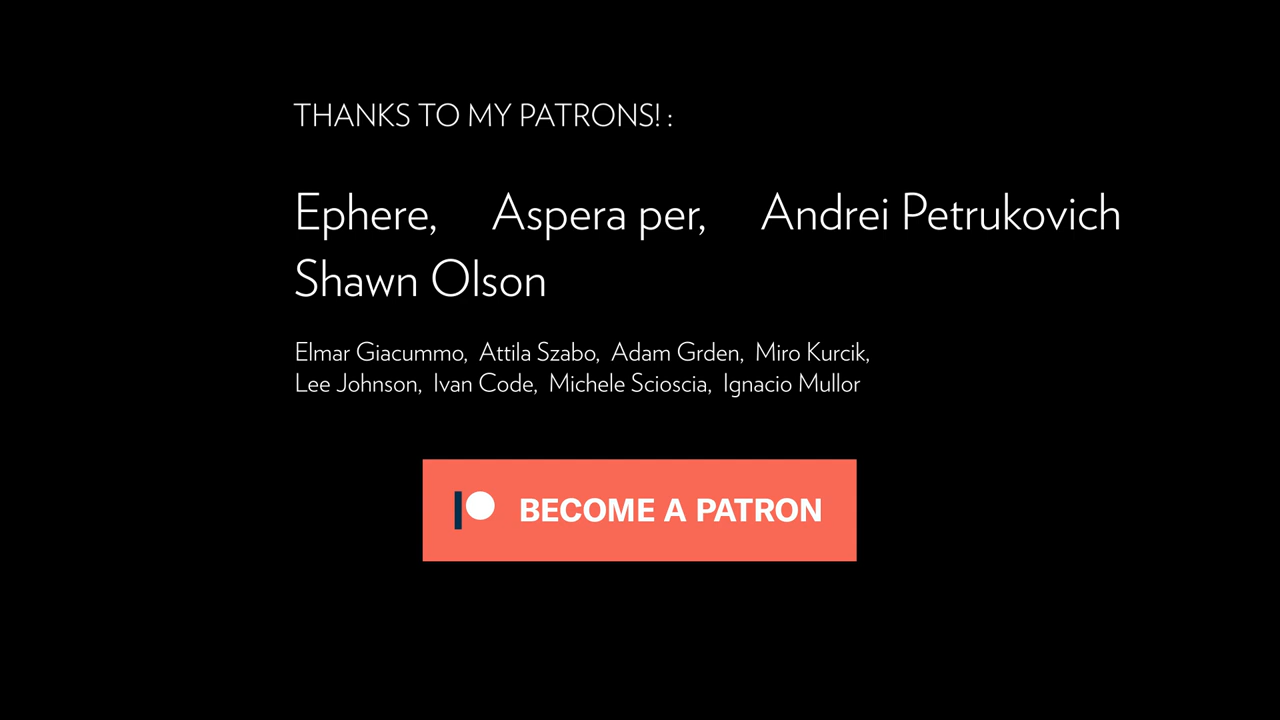 THANKS TO MY PATRONS! :
Ephere, Aspera per, Andrei Petrukovich
Shawn Olson
Elmar Giacummo, Attila Szabo, Adam Grden, Miro Kurcik,
Lee Johnson, Ivan Code, Michele Scioscia, Ignacio Mullor
BECOME A PATRON